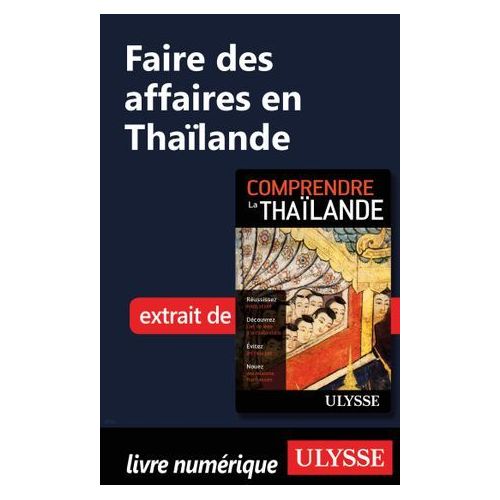 Faire des
affaires en
Thaïlande
COMPRENDRE
La THAÏLANDE
extrait de
Réussissez
Découvrez
Évitez
Nouez
ULYSSE
livre numérique ULYSSE